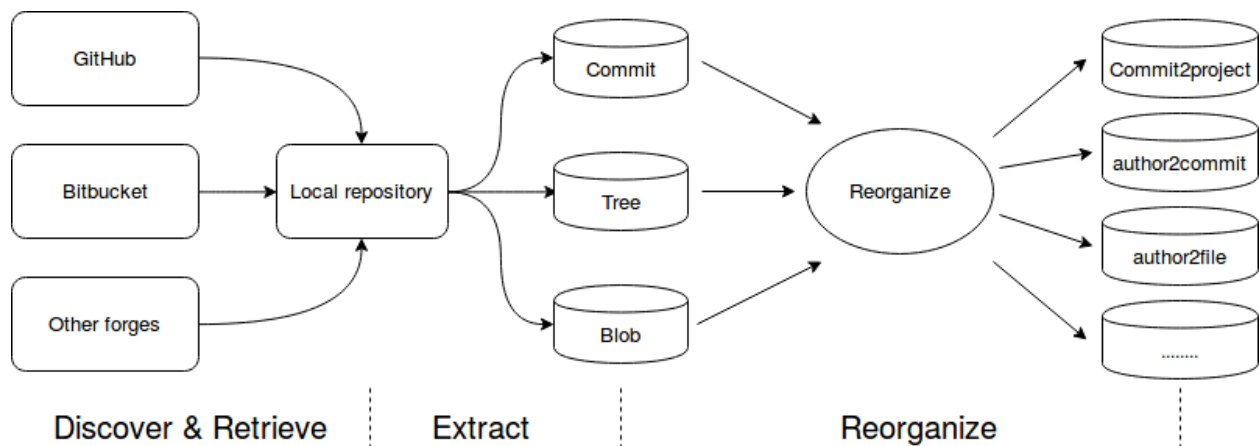 GitHub
Commit
Commit2project
Bitbucket
Local repository
Tree
Reorganize
author2commit
author2file
Other forges
Blob
........
Discover & Retrieve
Extract
Reorganize